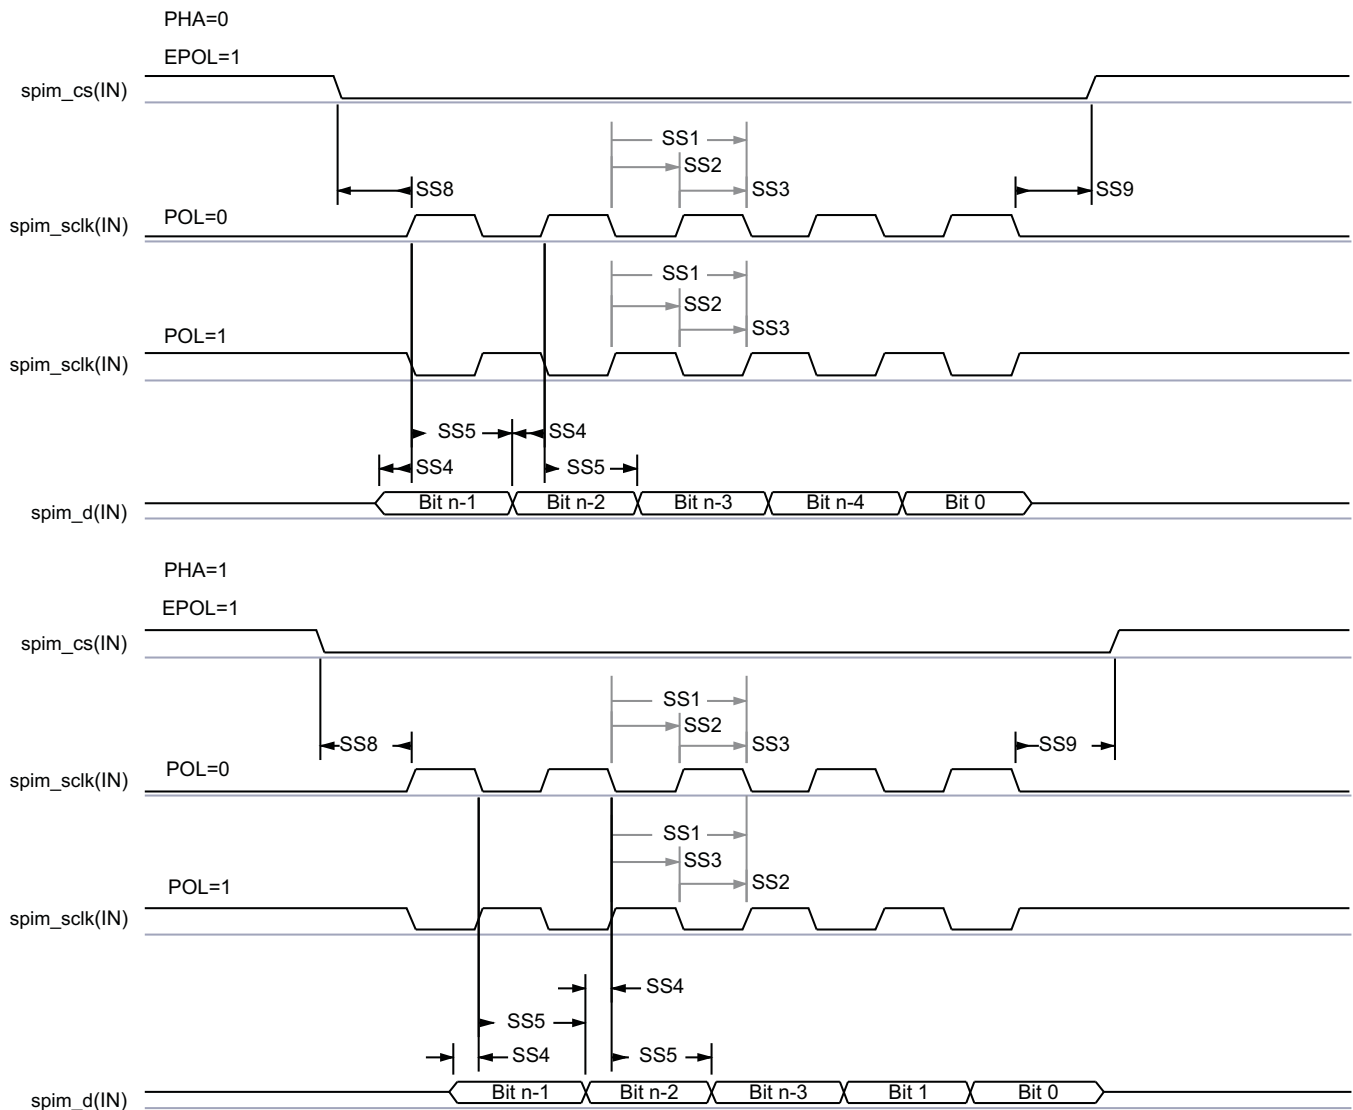 PHA=0
EPOL=1
spim_cs(IN)
SS1
SS2
SS8
SS3
SS9
POL=0
spim_sclk(IN)
SS1
SS2
SS3
POL=1
spim_sclk(IN)
SS5
SS4
SS4
SS5
Bit n-1
Bit n-2
Bit n-3
Bit n-4
Bit 0
spim_d(IN)
PHA=1
EPOL=1
spim_cs(IN)
SS1
SS2
SS8
SS3
SS9
POL=0
spim_sclk(IN)
SS1
SS3
SS2
POL=1
spim_sclk(IN)
SS4
SS5
SS4
SS5
Bit n-1
Bit n-2
Bit n-3
Bit 1
Bit 0
spim_d(IN)